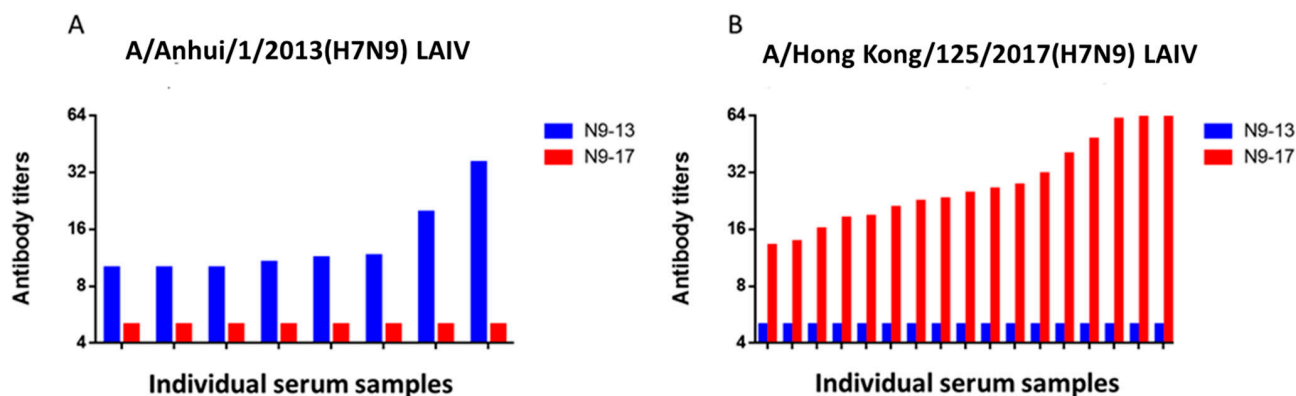 A
A/Anhui/1/2013(H7N9) LAIV
64
32
16
8
4
Antibody titers
Individual serum samples
N9-13
N9-17
B
A/Hong Kong/125/2017(H7N9) LAIV
64
32
16
8
4
Antibody titers
Individual serum samples
N9-13
N9-17